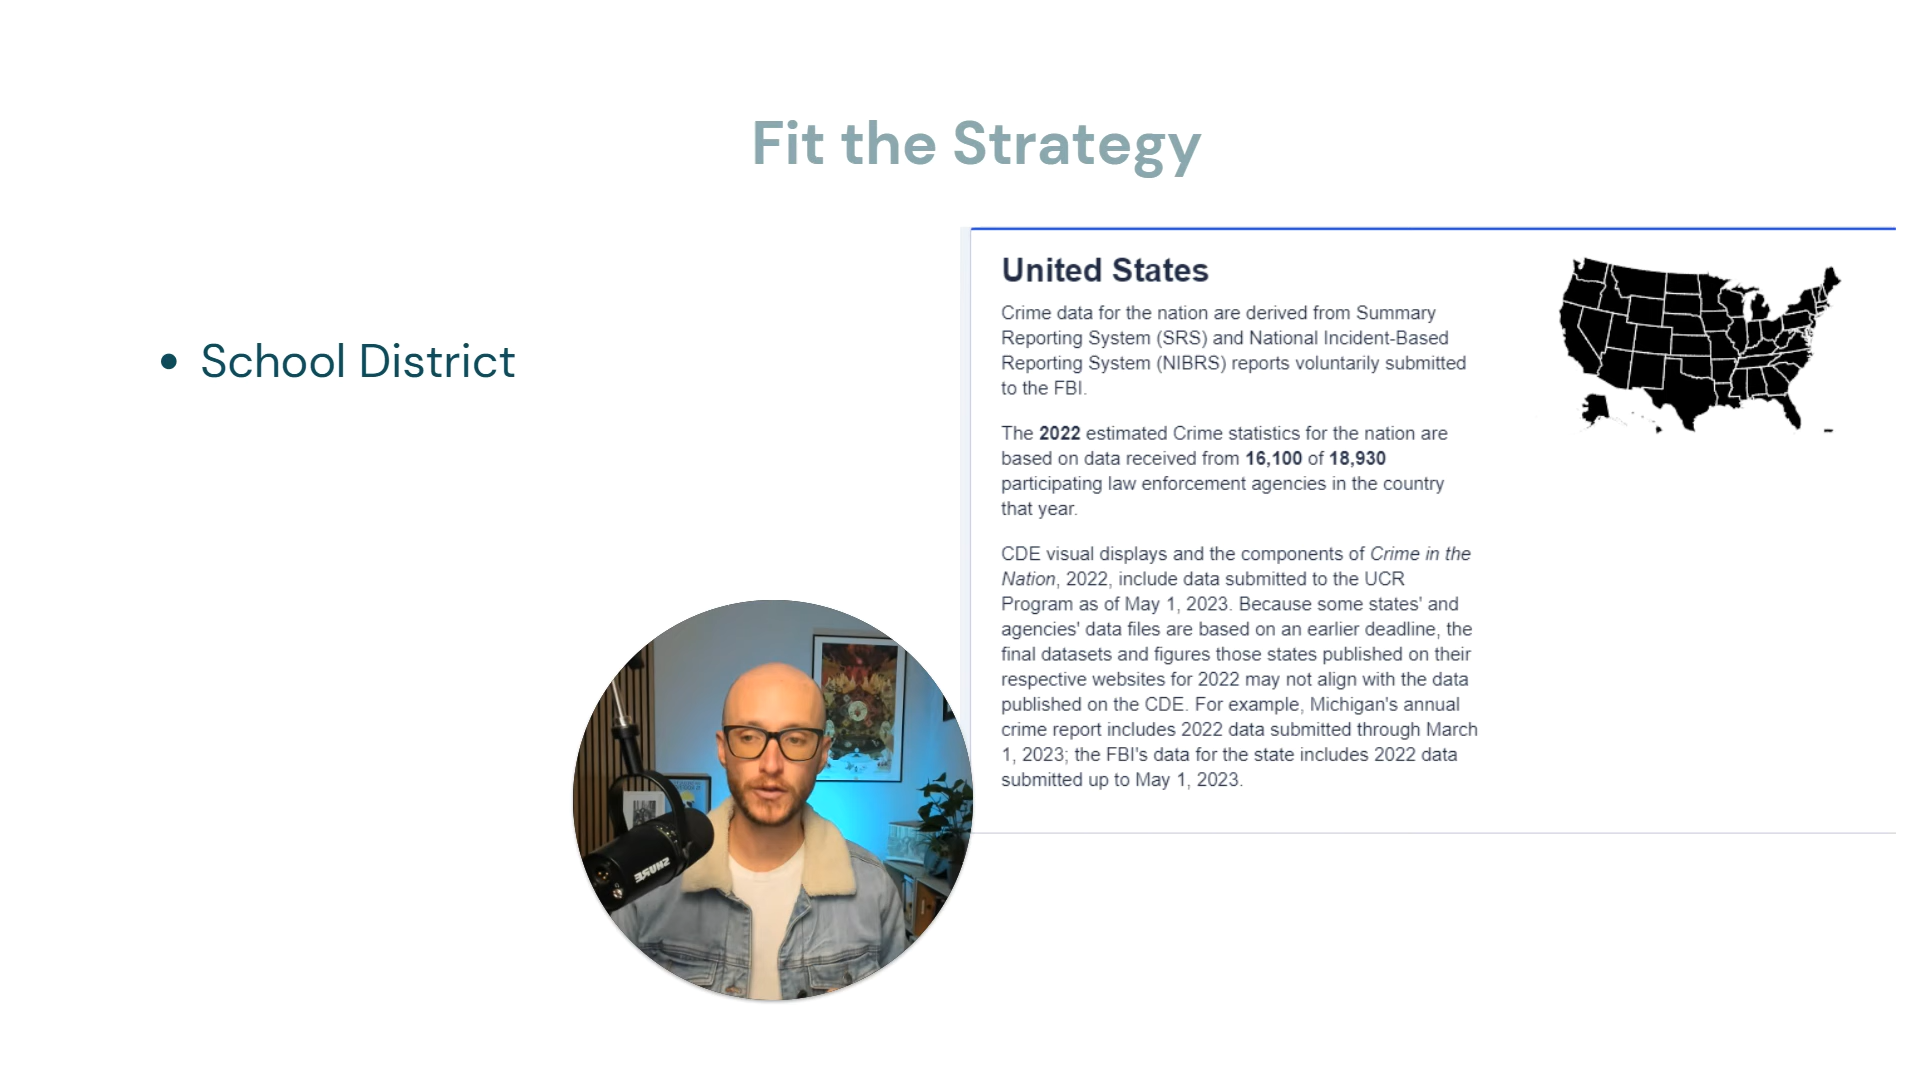 Fit the Strategy
• School District
United States
Crime data for the nation are derived from Summary
Reporting System (SRS) and National Incident-Based
Reporting System (NIBRS) reports voluntarily submitted
to the FBI.
The 2022 estimated Crime statistics for the nation are
based on data received from 16,100 of 18,930
participating law enforcement agencies in the country
that year.
CDE visual displays and the components of Crime in the
Nation, 2022, include data submitted to the UCR
Program as of May 1, 2023. Because some states' and
agencies' data files are based on an earlier deadline, the
final datasets and figures those states published on their
respective websites for 2022 may not align with the data
published on the CDE. For example, Michigan's annual
crime report includes 2022 data submitted through March
1, 2023; the FBI's data for the state includes 2022 data
submitted up to May 1, 2023.
SHURE